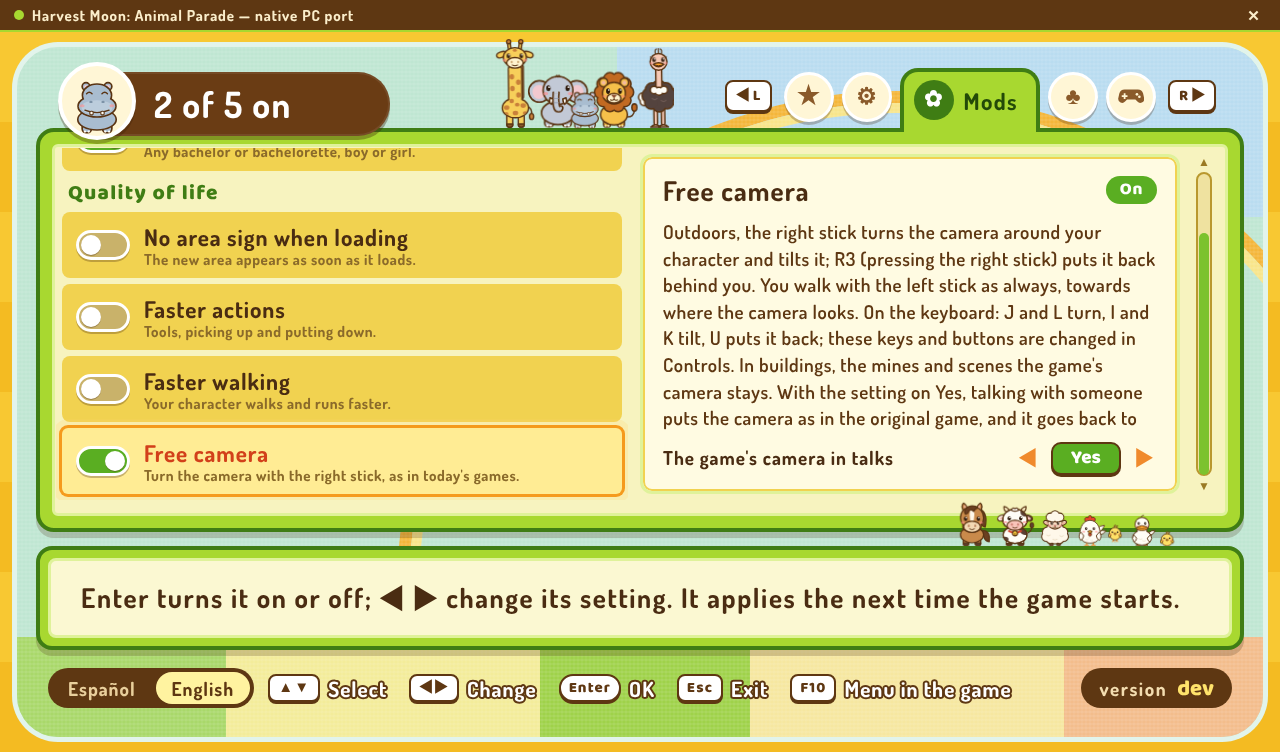 Harvest Moon: Animal Parade — native PC port
2 of 5 on
L
Mods
R
Any bachelor or bachelorette, boy or girl.
Quality of life
No area sign when loading
The new area appears as soon as it loads.
Faster actions
Tools, picking up and putting down.
Faster walking
Your character walks and runs faster.
Free camera
Turn the camera with the right stick, as in today's games.
Free camera
On
Outdoors, the right stick turns the camera around your
character and tilts it; R3 (pressing the right stick) puts it back
behind you. You walk with the left stick as always, towards
where the camera looks. On the keyboard: J and L turn, I and
K tilt, U puts it back; these keys and buttons are changed in
Controls. In buildings, the mines and scenes the game's
camera stays. With the setting on Yes, talking with someone
puts the camera as in the original game, and it goes back to
The game's camera in talks
Yes
Enter turns it on or off; ◀ ▶ change its setting. It applies the next time the game starts.
Español English ▲▼ Select ◀▶ Change Enter OK Esc Exit F10 Menu in the game version dev